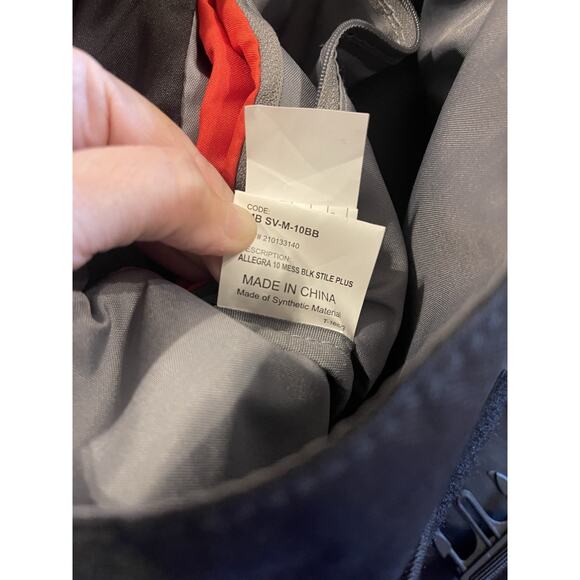 CODE:
B SV-M-10BB
# 210133140
DESCRIPTION:
ALLEGRA 10 MESS BLK STILE PLUS
MADE IN CHINA
Made of Synthetic Material